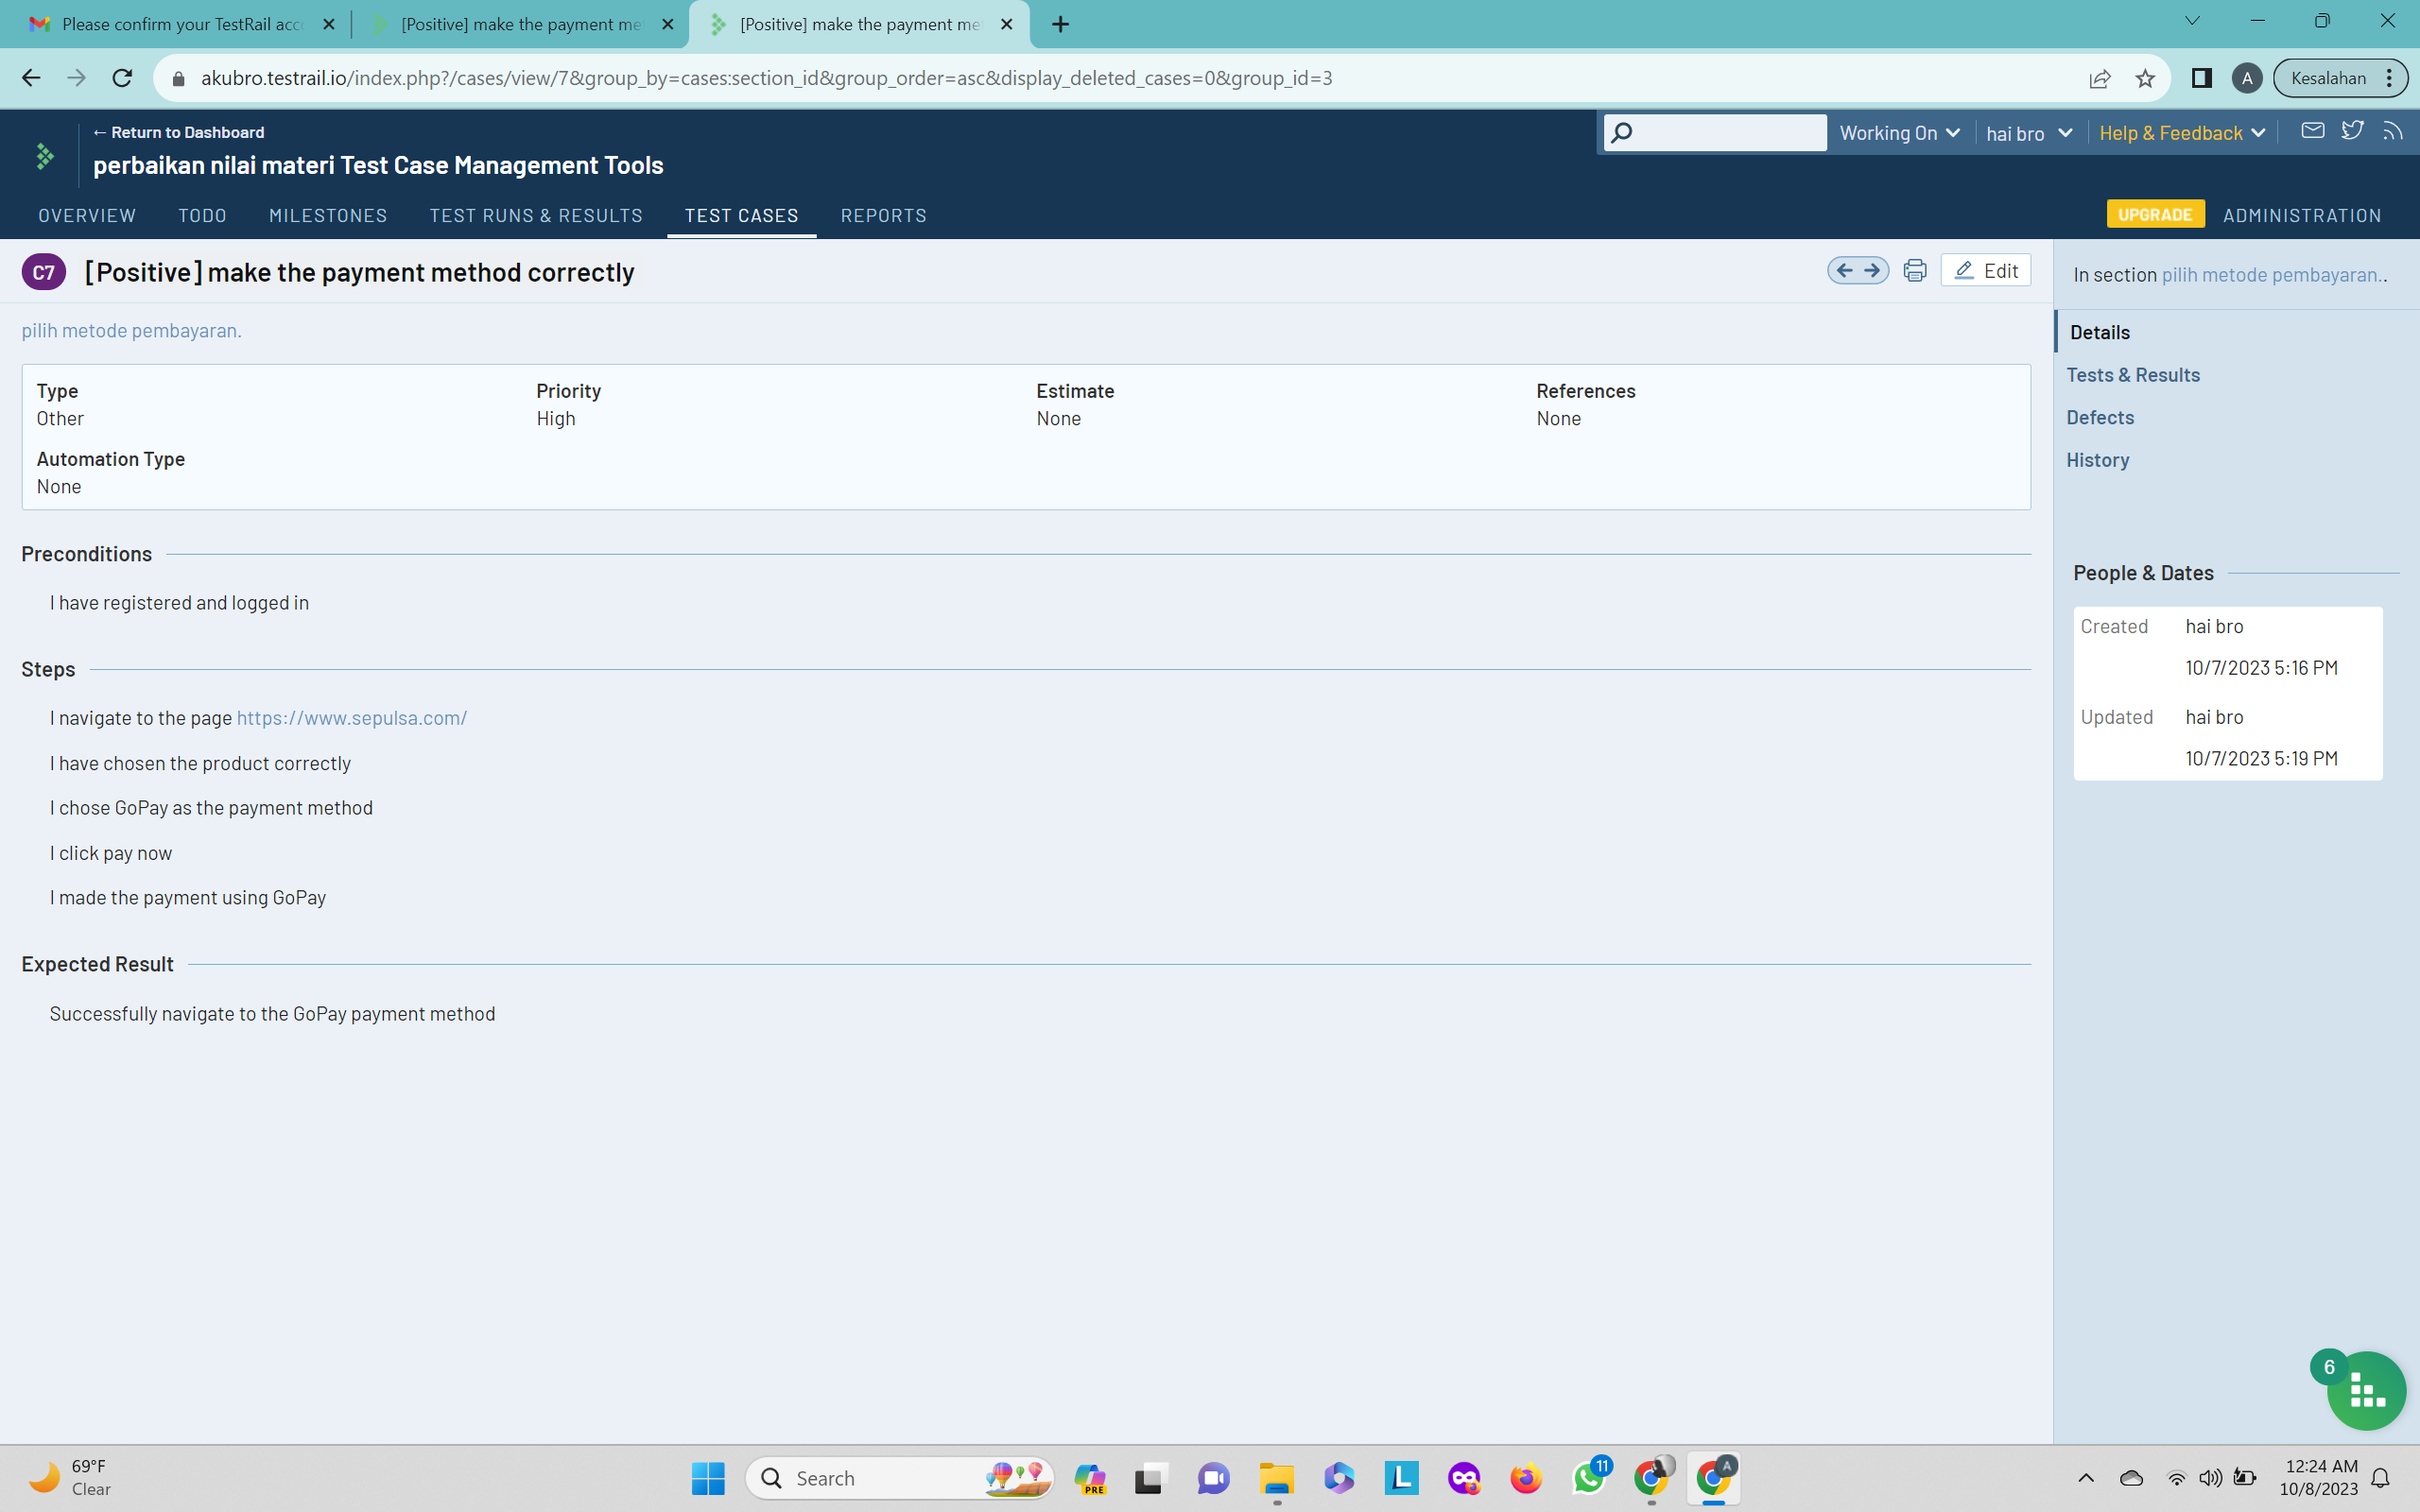 Please confirm your TestRail acc
[Positive] make the payment me
[Positive] make the payment me
akubro.testrail.io/index.php?/cases/view/7&group_by=cases:section_id&group_order=asc&display_deleted_cases=0&group_id=3
A
Kesalahan
← Return to Dashboard
perbaikan nilai materi Test Case Management Tools
Working On
hai bro
Help & Feedback
OVERVIEW
TODO
MILESTONES
TEST RUNS & RESULTS
TEST CASES
REPORTS
UPGRADE
ADMINISTRATION
C7
[Positive] make the payment method correctly
Edit
In section pilih metode pembayaran..
pilih metode pembayaran.
Type
Other
Priority
High
Estimate
None
References
None
Automation Type
None
Details
Tests & Results
Defects
History
Preconditions
I have registered and logged in
Steps
I navigate to the page https://www.sepulsa.com/
I have chosen the product correctly
I chose GoPay as the payment method
I click pay now
I made the payment using GoPay
Expected Result
Successfully navigate to the GoPay payment method
People & Dates
Created
hai bro
10/7/2023 5:16 PM
Updated
hai bro
10/7/2023 5:19 PM
6
69°F
Clear
Search
PRE
L
11
A
12:24 AM
10/8/2023